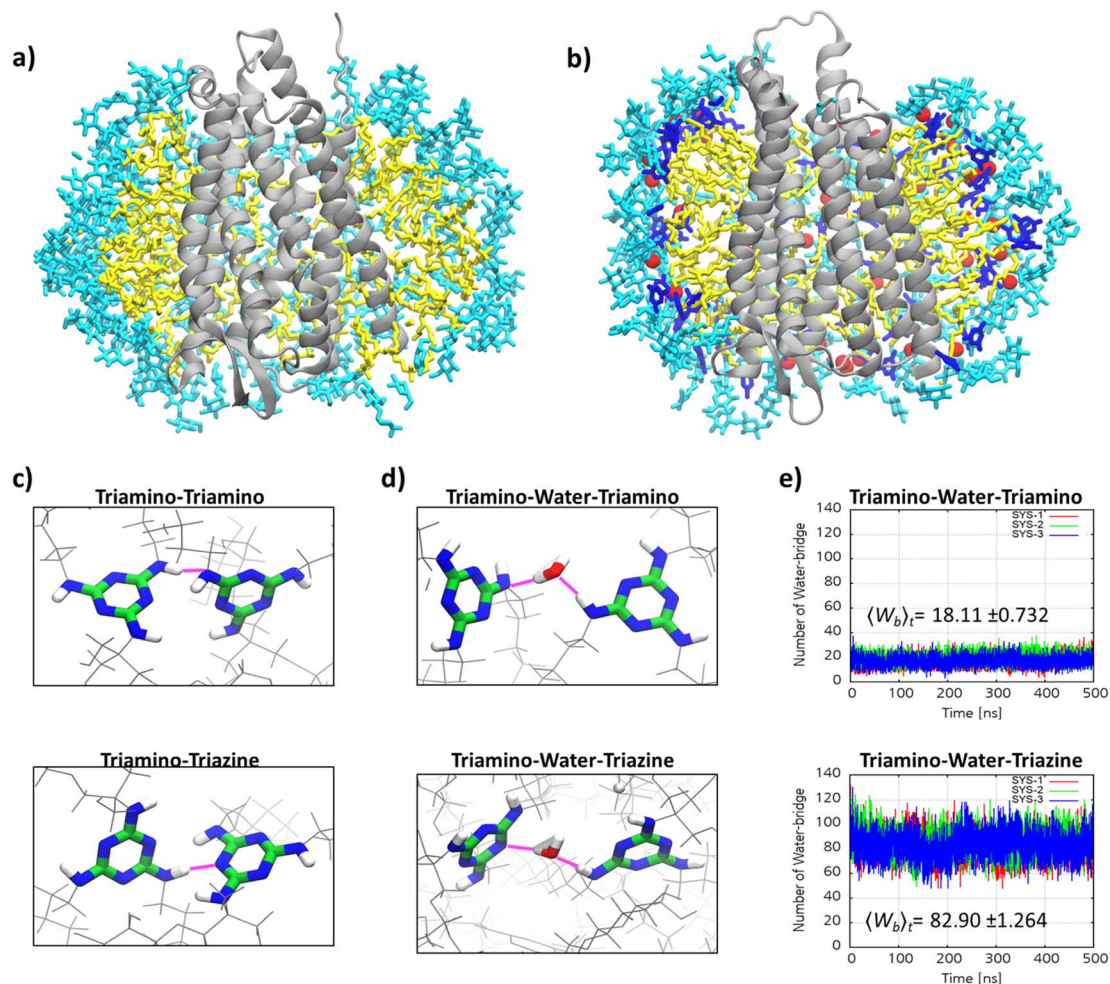 a)
b)
c)
Triamino-Triamino
d)
Triamino-Water-Triamino
e)
Triamino-Water-Triamino
SYS-1
SYS-2
SYS-3
Number of Water-bridge
140
120
100
80
60
40
20
0
⟨W_b⟩_t= 18.11 ±0.732
0 100 200 300 400 500
Time [ns]
Triamino-Triazine
Triamino-Water-Triazine
Triamino-Water-Triazine
SYS-1
SYS-2
SYS-3
Number of Water-bridge
140
120
100
80
60
40
20
0
⟨W_b⟩_t= 82.90 ±1.264
0 100 200 300 400 500
Time [ns]